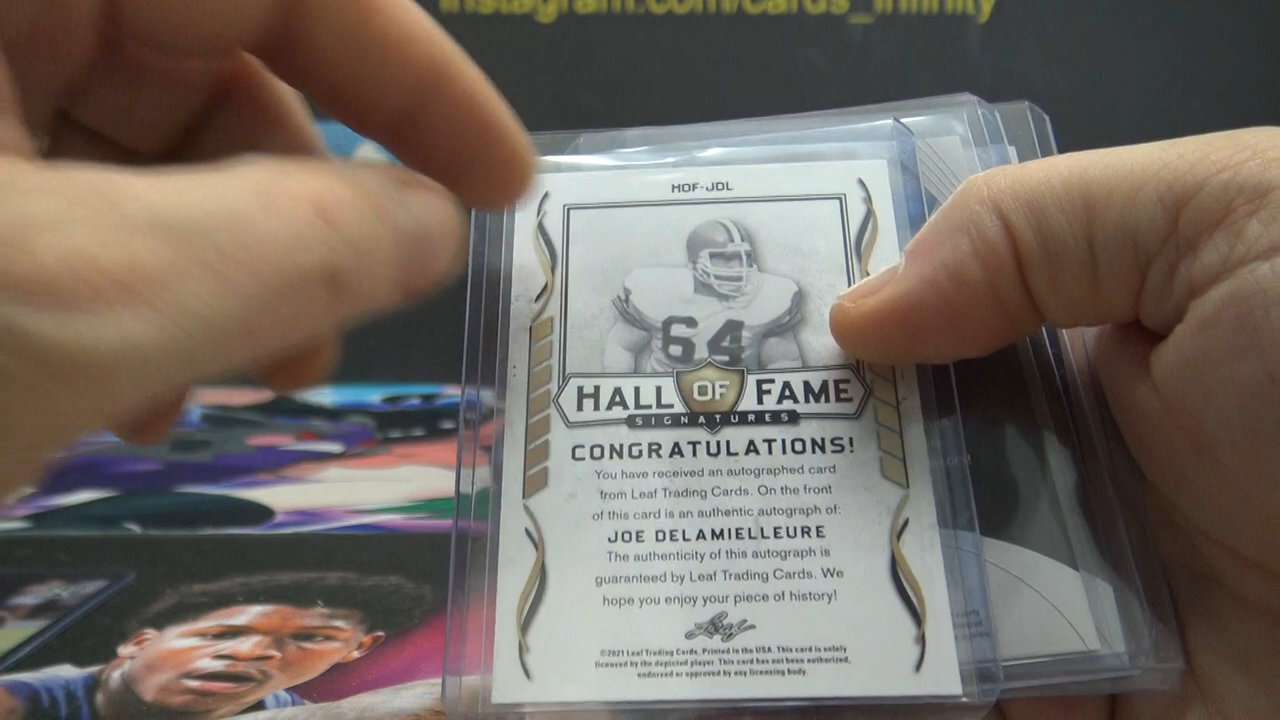 instagram.com/cards_infinity
HOF-JDL
64
HALL OF FAME
SIGNATURES
CONGRATULATIONS!
You have received an autographed card
from Leaf Trading Cards. On the front
of this card is an authentic autograph of:
JOE DELAMIELLEURE
The authenticity of this autograph is
guaranteed by Leaf Trading Cards. We
hope you enjoy your piece of history!
Leaf
©2021 Leaf Trading Cards. Printed in the USA. This card is solely
licensed by the depicted player. This card has not been authorized,
endorsed or approved by any licensing body.